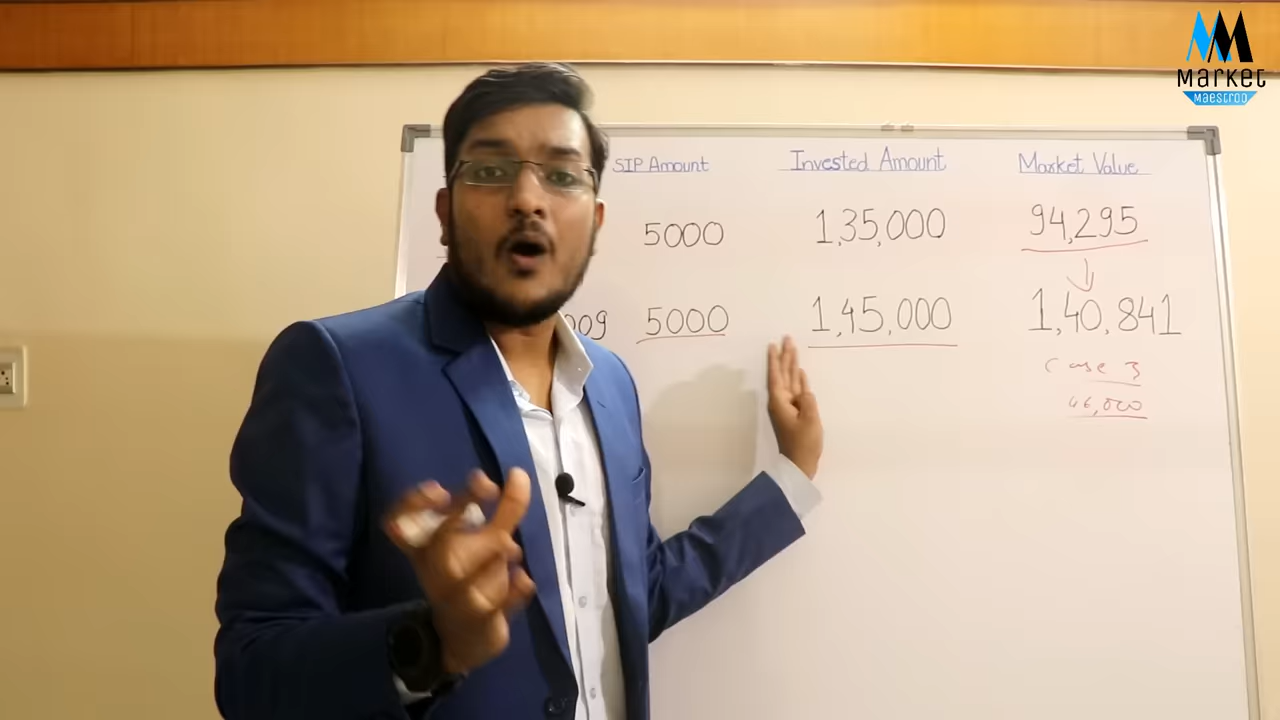 Market
Maestroo
SIP Amount Invested Amount Market Value
5000 1,35,000 94,295
009 5000 1,45,000 1,40,841
Case 3
46,000